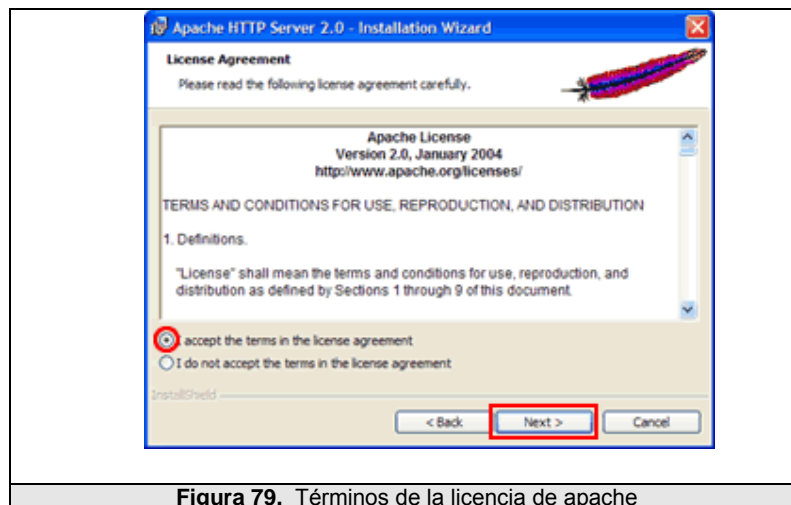 Apache HTTP Server 2.0 - Installation Wizard
License Agreement
Please read the following license agreement carefully.
Apache License
Version 2.0, January 2004
http://www.apache.org/licenses/
TERMS AND CONDITIONS FOR USE, REPRODUCTION, AND DISTRIBUTION
1. Definitions.
"License" shall mean the terms and conditions for use, reproduction, and
distribution as defined by Sections 1 through 9 of this document.
I accept the terms in the license agreement
I do not accept the terms in the license agreement
InstallShield
< Back Next > Cancel
Figura 79. Términos de la licencia de apache